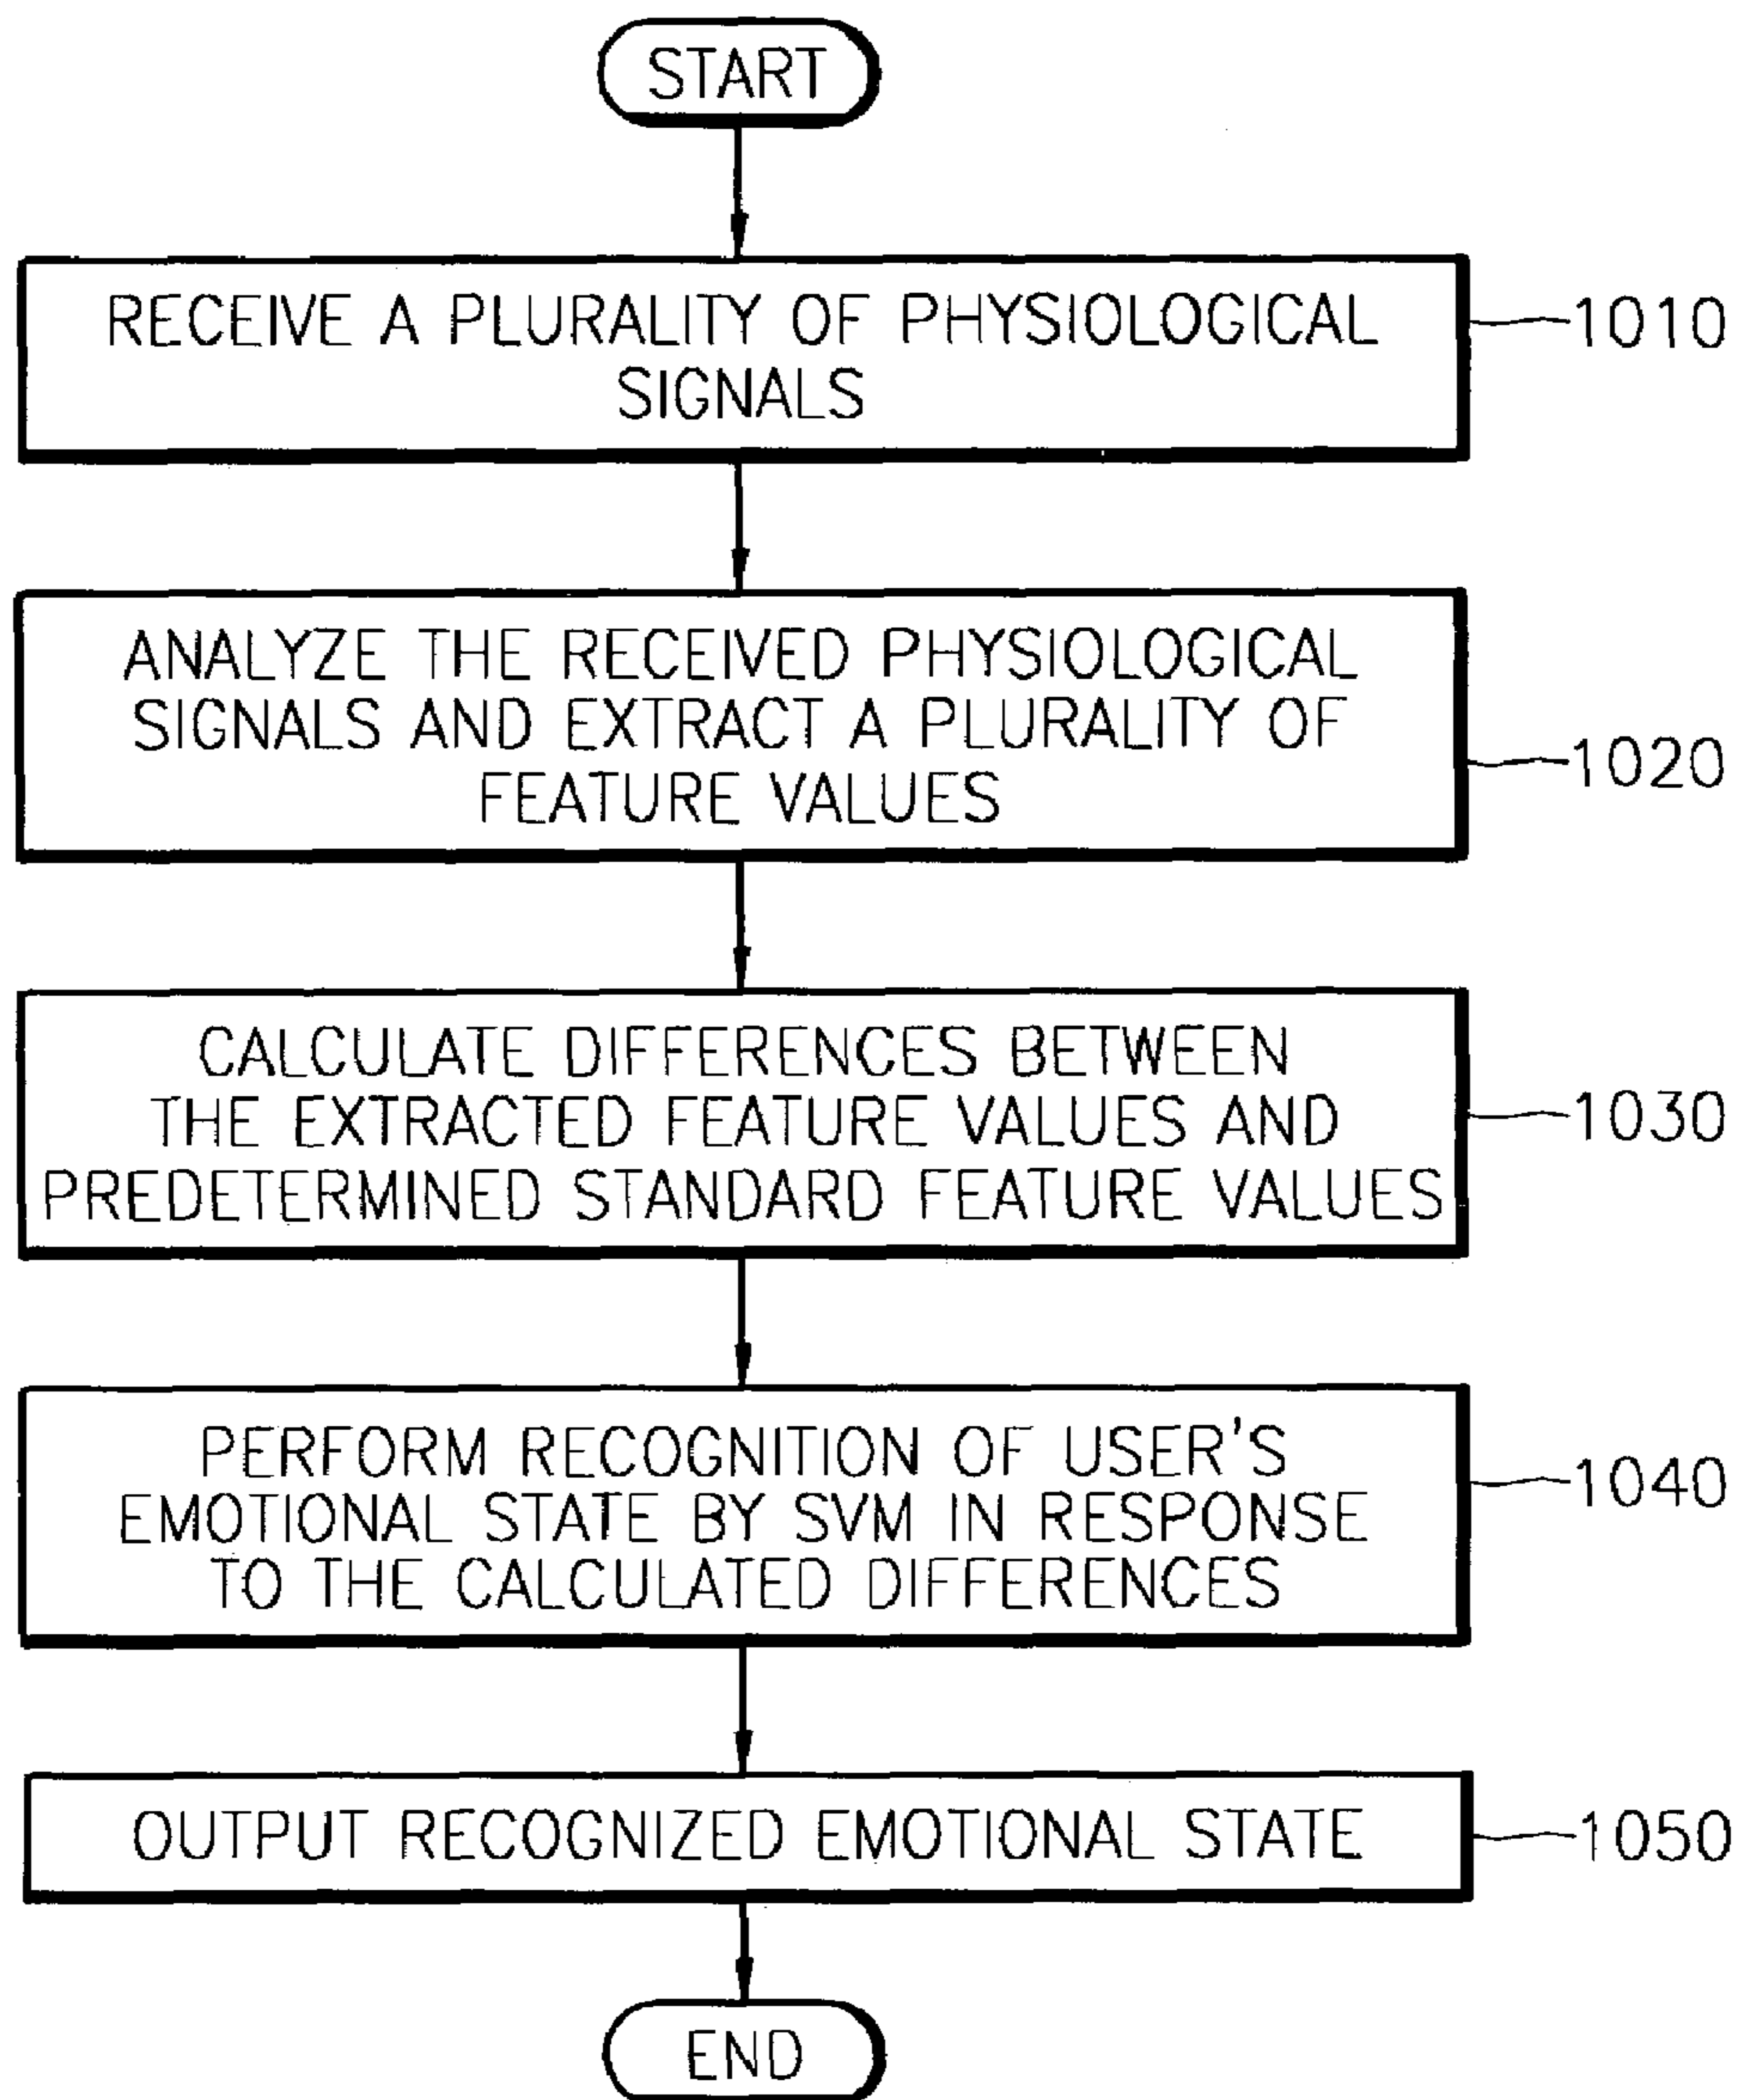 START
RECEIVE A PLURALITY OF PHYSIOLOGICAL
SIGNALS
1010
ANALYZE THE RECEIVED PHYSIOLOGICAL
SIGNALS AND EXTRACT A PLURALITY OF
FEATURE VALUES
1020
CALCULATE DIFFERENCES BETWEEN
THE EXTRACTED FEATURE VALUES AND
PREDETERMINED STANDARD FEATURE VALUES
1030
PERFORM RECOGNITION OF USER'S
EMOTIONAL STATE BY SVM IN RESPONSE
TO THE CALCULATED DIFFERENCES
1040
OUTPUT RECOGNIZED EMOTIONAL STATE
1050
END